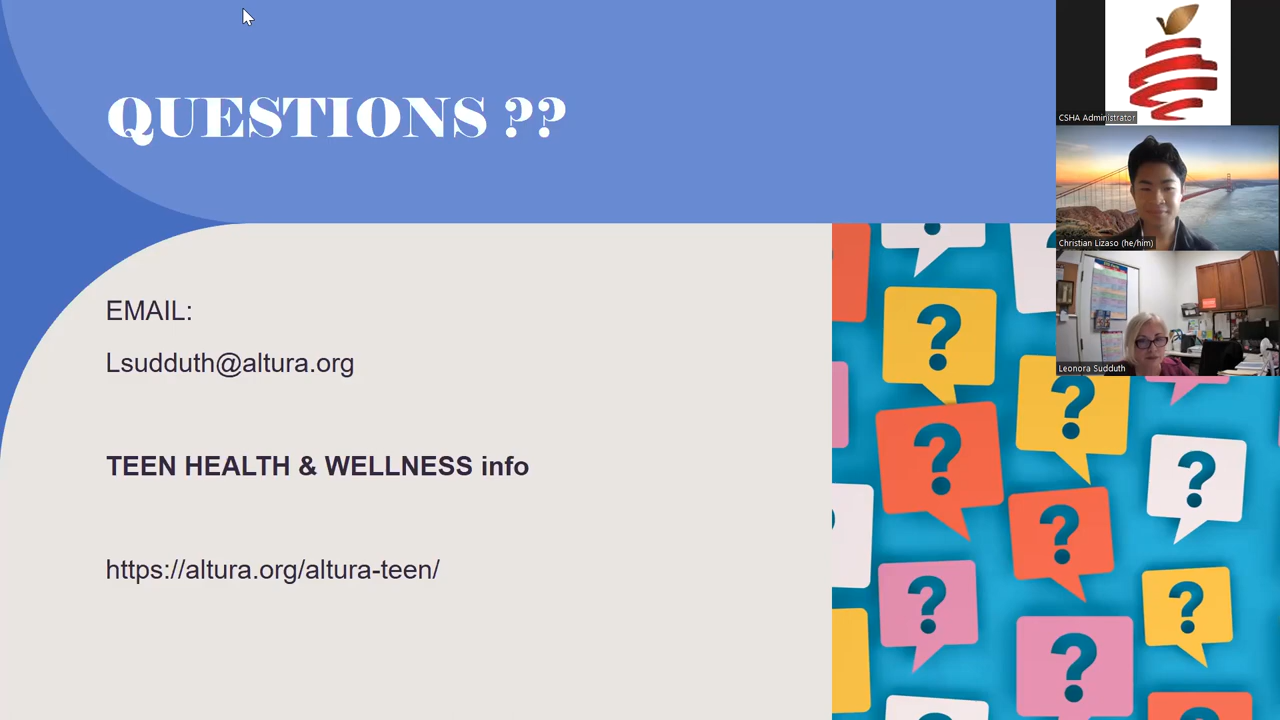 QUESTIONS ??
EMAIL:
Lsudduth@altura.org
TEEN HEALTH & WELLNESS info
https://altura.org/altura-teen/
CSHA Administrator
Christian Lizaso (he/him)
Leonora Sudduth
? 
?
?
?
?
?
?
?
?